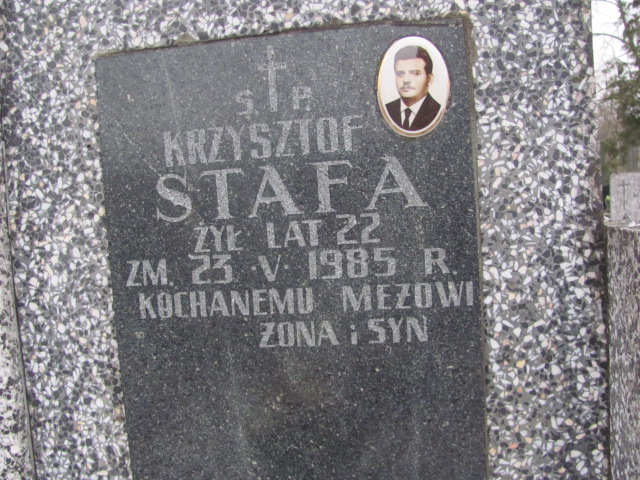 Ś P.
KRZYSZTOF
STAFA
ŻYŁ LAT 22
ZM. 23 · V · 1985 R.
KOCHANEMU MĘŻOWI
ŻONA i SYN